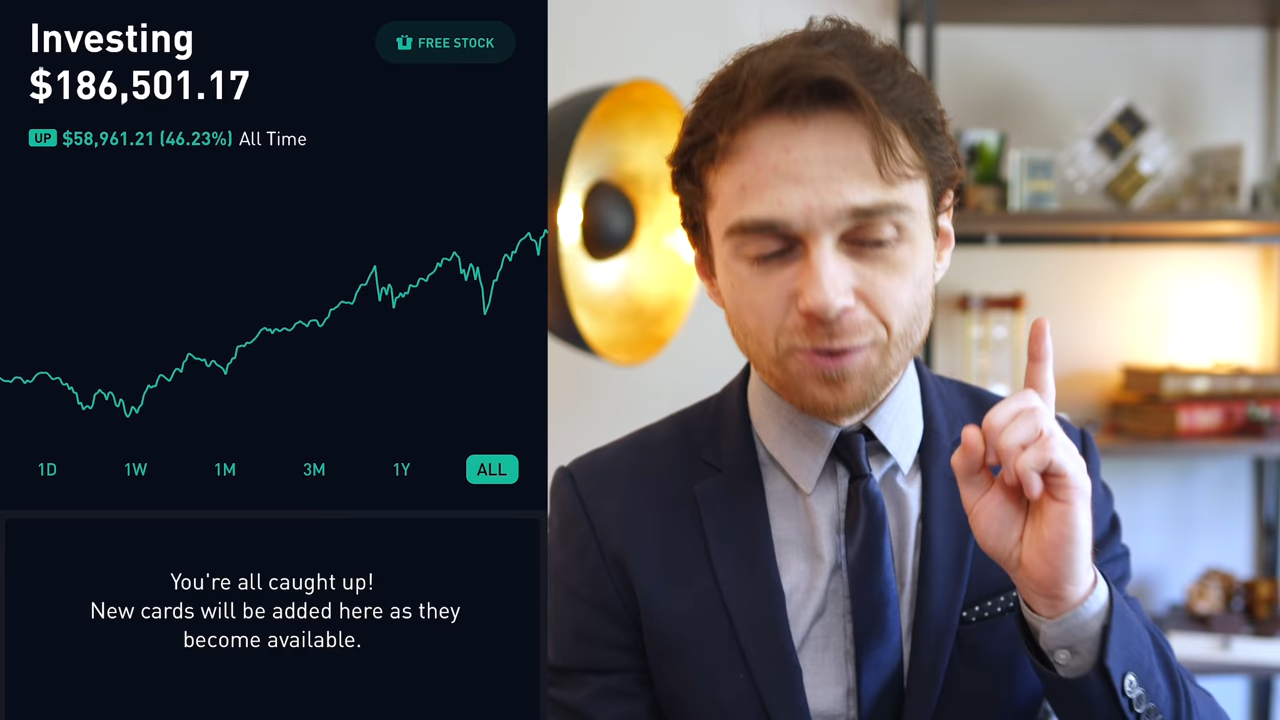 Investing
FREE STOCK
$186,501.17
UP $58,961.21 (46.23%) All Time
1D 1W 1M 3M 1Y ALL
You're all caught up!
New cards will be added here as they
become available.